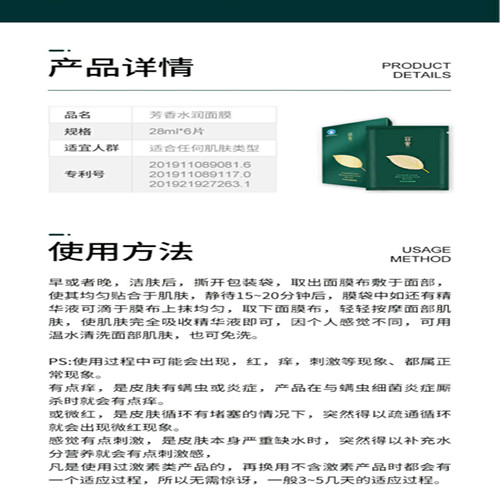 产品详情
PRODUCT
DETAILS
品名 芳香水润面膜
规格 28ml*6片
适宜人群 适合任何肌肤类型
专利号 201911089081.6
201911089117.0
201921927263.1
使用方法
USAGE
METHOD
早或者晚，洁肤后，撕开包装袋，取出面膜布敷于面部，
使其均匀贴合于肌肤，静待15~20分钟后，膜袋中如还有精
华液可滴于膜布上抹均匀，取下面膜布，轻轻按摩面部肌
肤，使肌肤完全吸收精华液即可，因个人感觉不同，可用
温水清洗面部肌肤，也可免洗。
PS:使用过程中可能会出现，红，痒，刺激等现象、都属正
常现象。
有点痒，是皮肤有螨虫或炎症，产品在与螨虫细菌炎症厮
杀时就会有点痒。
或微红，是皮肤循环有堵塞的情况下，突然得以疏通循环
就会出现微红现象。
感觉有点刺激，是皮肤本身严重缺水时，突然得以补充水
分营养就会有点刺激感，
凡是使用过激素类产品的，再换用不含激素产品时都会有
一个适应过程，所以无需惊讶，一般3~5几天的适应过程。